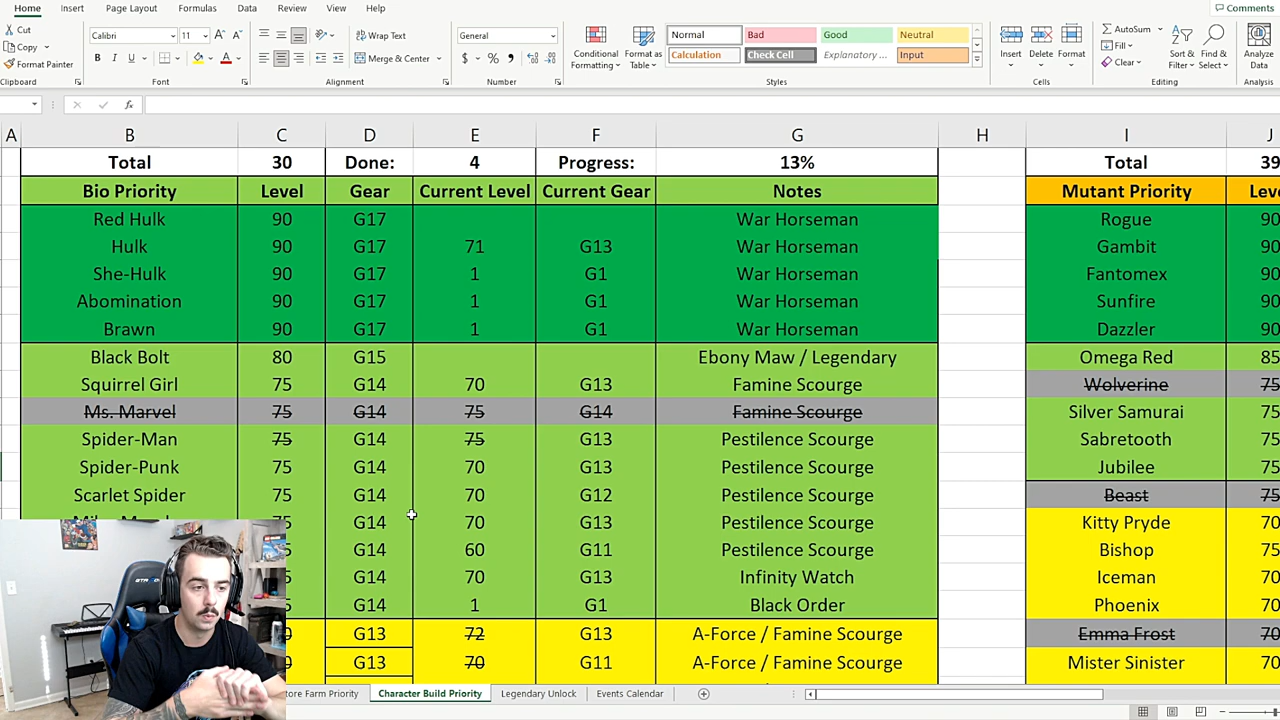 Home Insert Page Layout Formulas Data Review View Help Comments
Cut
Copy
Format Painter
Calibri 11
B U A
Wrap Text
Merge & Center
General
$ % 9
Conditional Formatting
Format as Table
Normal Bad Good Neutral
Calculation Check Cell Explanatory ... Input
Insert Delete Format
AutoSum
Fill
Clear
Sort & Filter
Find & Select
Analyze Data
Clipboard Font Alignment Number Styles Cells Editing Analysis
fx
A B C D E F G H I J
Total 30 Done: 4 Progress: 13% Total 39
Bio Priority Level Gear Current Level Current Gear Notes Mutant Priority Leve
Red Hulk 90 G17 War Horseman Rogue 90
Hulk 90 G17 71 G13 War Horseman Gambit 90
She-Hulk 90 G17 1 G1 War Horseman Fantomex 90
Abomination 90 G17 1 G1 War Horseman Sunfire 90
Brawn 90 G17 1 G1 War Horseman Dazzler 90
Black Bolt 80 G15 Ebony Maw / Legendary Omega Red 85
Squirrel Girl 75 G14 70 G13 Famine Scourge Wolverine 75
Ms. Marvel 75 G14 75 G14 Famine Scourge Silver Samurai 75
Spider-Man 75 G14 75 G13 Pestilence Scourge Sabretooth 75
Spider-Punk 75 G14 70 G13 Pestilence Scourge Jubilee 75
Scarlet Spider 75 G14 70 G12 Pestilence Scourge Beast 75
G14 70 G13 Pestilence Scourge Kitty Pryde 70
G14 60 G11 Pestilence Scourge Bishop 75
G14 70 G13 Infinity Watch Iceman 70
G14 1 G1 Black Order Phoenix 70
G13 72 G13 A-Force / Famine Scourge Emma Frost 70
G13 70 G11 A-Force / Famine Scourge Mister Sinister 70
tore Farm Priority Character Build Priority Legendary Unlock Events Calendar